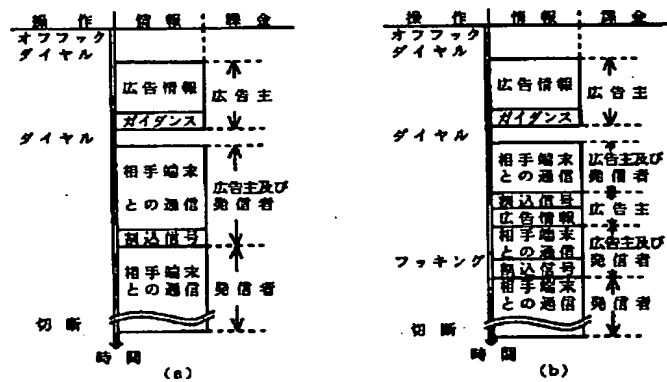 操作 情報 課金
オフフック
ダイヤル
広告情報
広告主
ガイダンス
ダイヤル
相手端末
との通信
広告主及び
発信者
割込信号
相手端末
との通信
発信者
切断
時間
(a)
操作 情報 課金
オフフック
ダイヤル
広告情報
広告主
ガイダンス
ダイヤル
相手端末
との通信
広告主及び
発信者
割込信号
広告情報
広告主
相手端末
との通信
広告主及び
発信者
フッキング
割込信号
相手端末
との通信
発信者
切断
時間
(b)